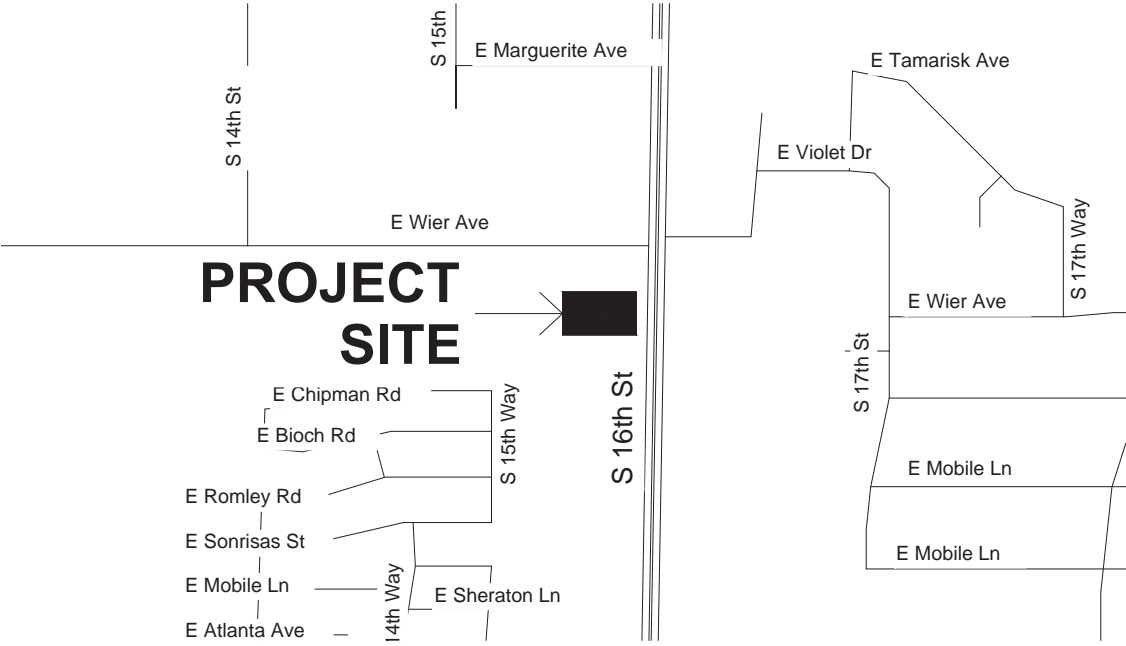 S 15th
E Marguerite Ave
E Tamarisk Ave
S 14th St
E Violet Dr
E Wier Ave
S 17th Way
PROJECT
SITE
E Wier Ave
S 17th St
S 16th St
E Chipman Rd
S 15th Way
E Bioch Rd
E Mobile Ln
E Romley Rd
E Sonrisas St
E Mobile Ln
E Mobile Ln
14th Way
E Sheraton Ln
E Atlanta Ave